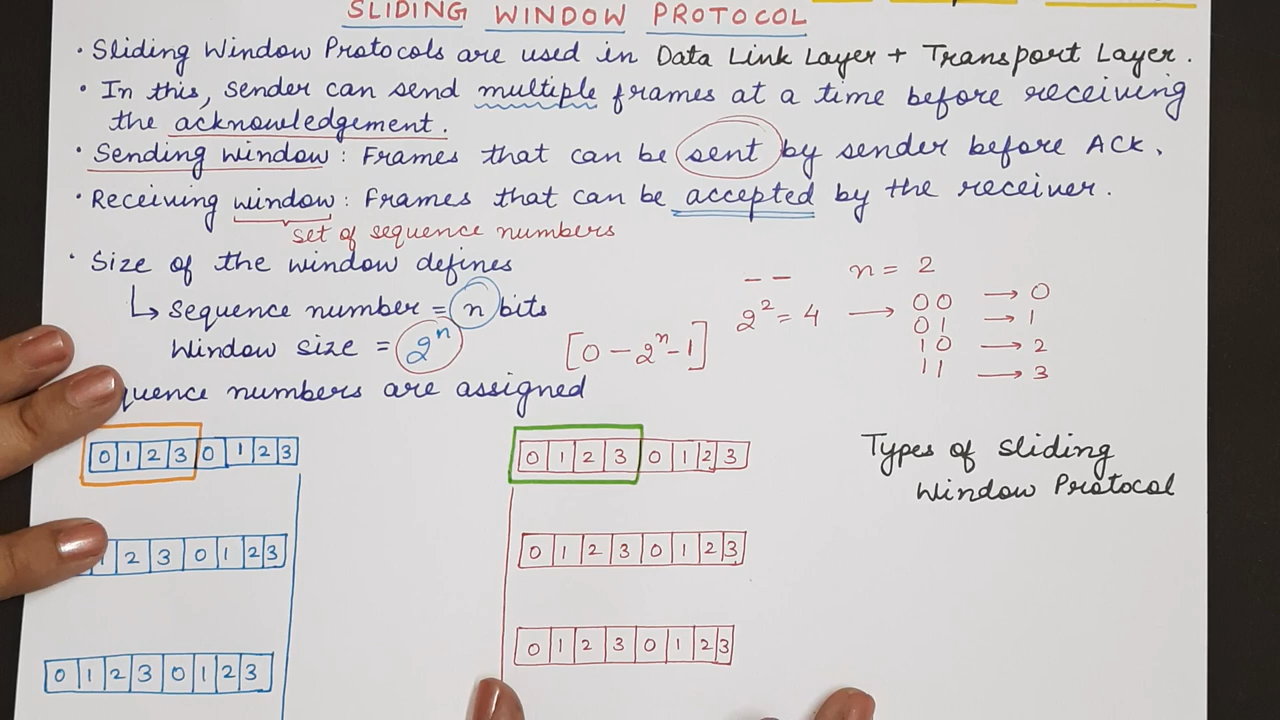 SLIDING WINDOW PROTOCOL
· Sliding Window Protocols are used in Data Link Layer + Transport Layer.
· In this, sender can send multiple frames at a time before receiving
the acknowledgement.
· Sending window: Frames that can be sent by sender before ACK.
· Receiving window: Frames that can be accepted by the receiver.
set of sequence numbers
· Size of the window defines
↳ sequence number = n bits
Window size = 2^n
[0 - 2^n - 1]
— — n = 2
2^2 = 4 → 00 → 0
01 → 1
10 → 2
11 → 3
quence numbers are assigned
0 1 2 3 0 1 2 3
0 1 2 3 0 1 2 3
Types of sliding
Window Protocol
1 2 3 0 1 2 3
0 1 2 3 0 1 2 3
0 1 2 3 0 1 2 3
0 1 2 3 0 1 2 3